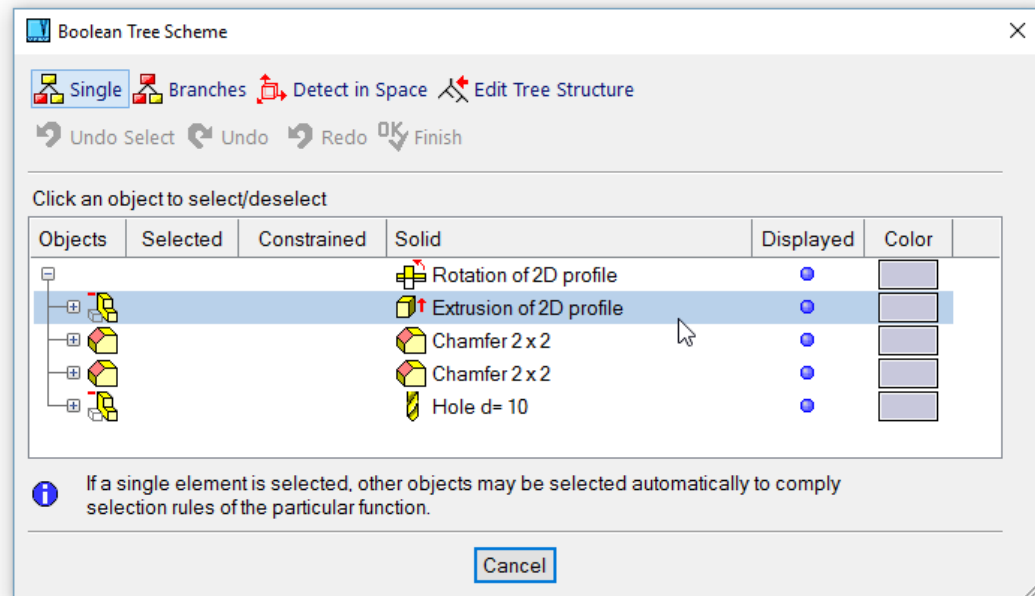 Boolean Tree Scheme
Single Branches Detect in Space Edit Tree Structure
Undo Select Undo Redo OK Finish
Click an object to select/deselect
Objects Selected Constrained Solid Displayed Color
Rotation of 2D profile
Extrusion of 2D profile
Chamfer 2 x 2
Chamfer 2 x 2
Hole d= 10
If a single element is selected, other objects may be selected automatically to comply
selection rules of the particular function.
Cancel